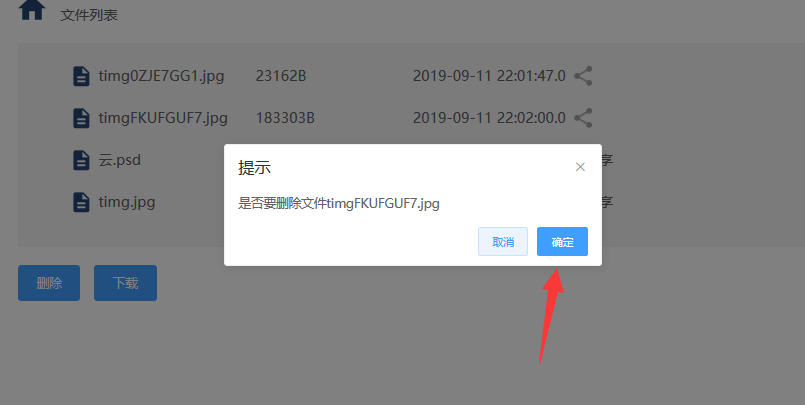 文件列表
timg0ZJE7GG1.jpg 23162B 2019-09-11 22:01:47.0
timgFKUFGUF7.jpg 183303B 2019-09-11 22:02:00.0
云.psd 享
timg.jpg 享
提示
是否要删除文件timgFKUFGUF7.jpg
取消 确定
删除 下载